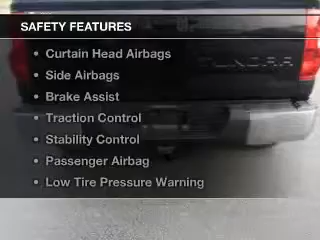 SAFETY FEATURES
• Curtain Head Airbags
• Side Airbags
• Brake Assist
• Traction Control
• Stability Control
• Passenger Airbag
• Low Tire Pressure Warning
TUNDRA